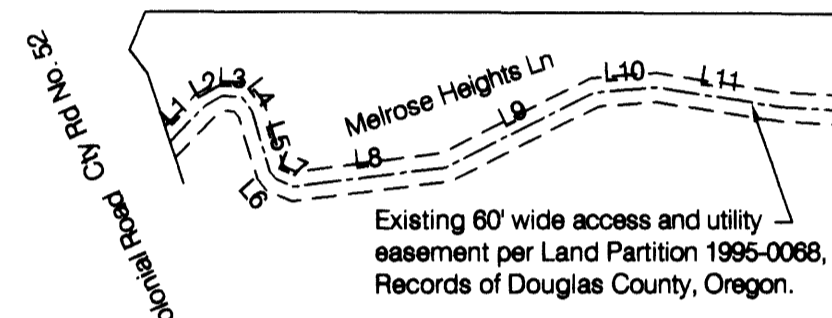 Colonial Road Cty Rd No. 52
L1
L2
L3
L4
L5
L6
L7
L8
L9
L10
L11
Melrose Heights Ln
Existing 60' wide access and utility
easement per Land Partition 1995-0068,
Records of Douglas County, Oregon.